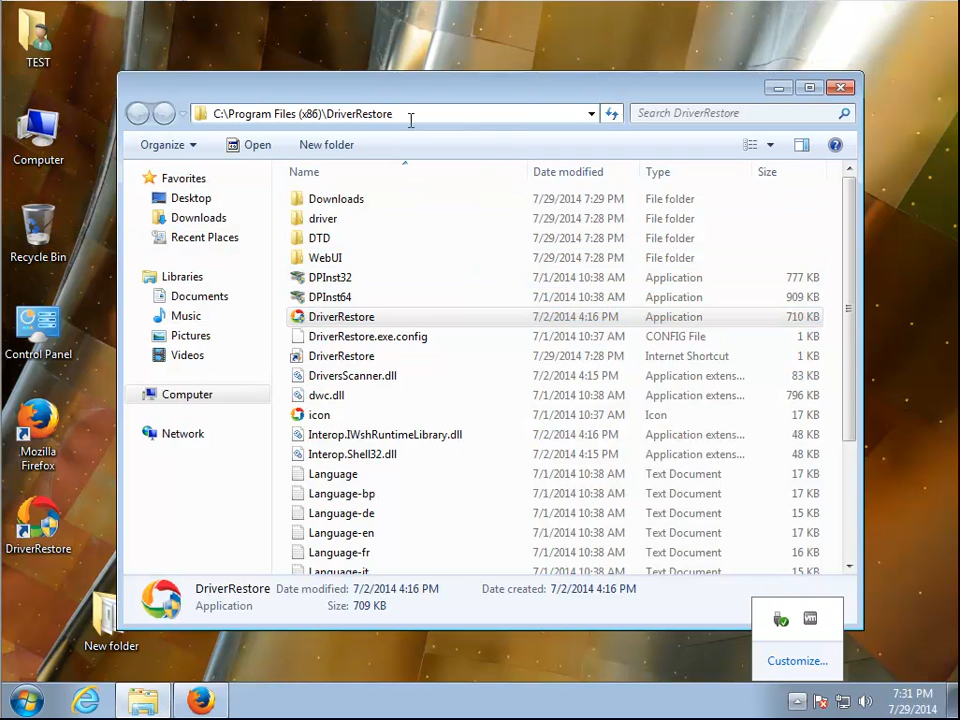 TEST
Computer
Recycle Bin
Control Panel
Mozilla
Firefox
DriverRestore
New folder
C:\Program Files (x86)\DriverRestore
Search DriverRestore
Organize
Open
New folder
Favorites
Desktop
Downloads
Recent Places
Libraries
Documents
Music
Pictures
Videos
Computer
Network
Name Date modified Type Size
Downloads 7/29/2014 7:29 PM File folder
driver 7/29/2014 7:28 PM File folder
DTD 7/29/2014 7:28 PM File folder
WebUI 7/29/2014 7:28 PM File folder
DPInst32 7/1/2014 10:38 AM Application 777 KB
DPInst64 7/1/2014 10:38 AM Application 909 KB
DriverRestore 7/2/2014 4:16 PM Application 710 KB
DriverRestore.exe.config 7/1/2014 10:37 AM CONFIG File 1 KB
DriverRestore 7/29/2014 7:28 PM Internet Shortcut 1 KB
DriversScanner.dll 7/2/2014 4:15 PM Application extens... 83 KB
dwc.dll 7/1/2014 10:38 AM Application extens... 796 KB
icon 7/1/2014 10:37 AM Icon 17 KB
Interop.IWshRuntimeLibrary.dll 7/2/2014 4:16 PM Application extens... 48 KB
Interop.Shell32.dll 7/2/2014 4:15 PM Application extens... 48 KB
Language 7/1/2014 10:38 AM Text Document 17 KB
Language-bp 7/1/2014 10:38 AM Text Document 17 KB
Language-de 7/1/2014 10:38 AM Text Document 15 KB
Language-en 7/1/2014 10:38 AM Text Document 17 KB
Language-fr 7/1/2014 10:38 AM Text Document 16 KB
Language-it 7/1/2014 10:38 AM Text Document 17 KB
DriverRestore Date modified: 7/2/2014 4:16 PM Date created: 7/2/2014 4:16 PM
Application Size: 709 KB
vm
Customize...
7:31 PM
7/29/2014